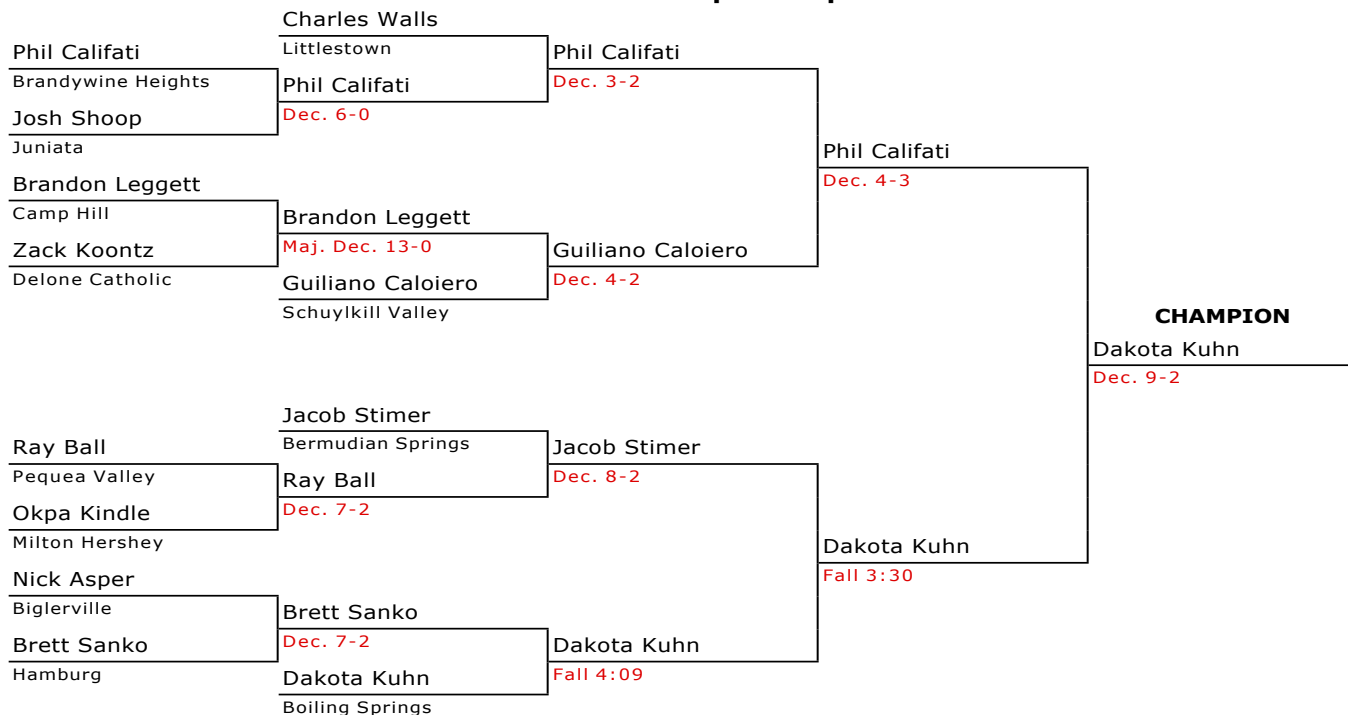 Charles Walls
Phil Califati
Littlestown
Phil Califati
Brandywine Heights
Phil Califati
Dec. 3-2
Josh Shoop
Dec. 6-0
Juniata
Phil Califati
Brandon Leggett
Dec. 4-3
Camp Hill
Brandon Leggett
Zack Koontz
Maj. Dec. 13-0
Guiliano Caloiero
Delone Catholic
Guiliano Caloiero
Dec. 4-2
Schuylkill Valley
CHAMPION
Dakota Kuhn
Dec. 9-2
Jacob Stimer
Ray Ball
Bermudian Springs
Jacob Stimer
Pequea Valley
Ray Ball
Dec. 8-2
Okpa Kindle
Dec. 7-2
Milton Hershey
Dakota Kuhn
Nick Asper
Fall 3:30
Biglerville
Brett Sanko
Brett Sanko
Dec. 7-2
Dakota Kuhn
Hamburg
Dakota Kuhn
Fall 4:09
Boiling Springs